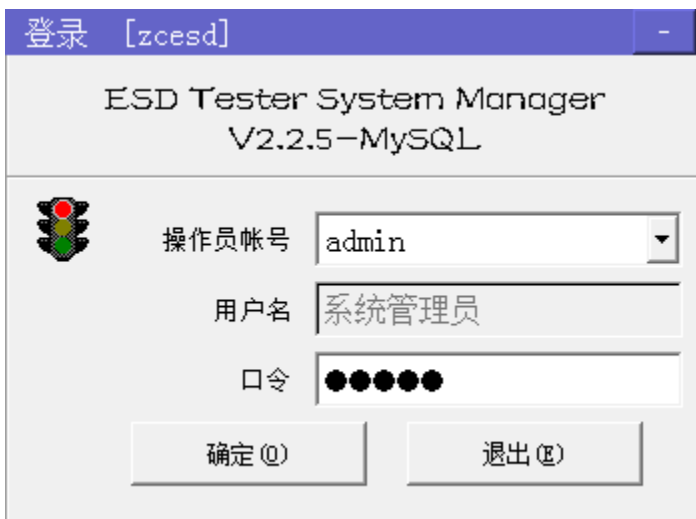 登录 [zcesd]
ESD Tester System Manager
V2.2.5-MySQL
操作员帐号 admin
用户名 系统管理员
口令 ●●●●●
确定(O) 退出(E)